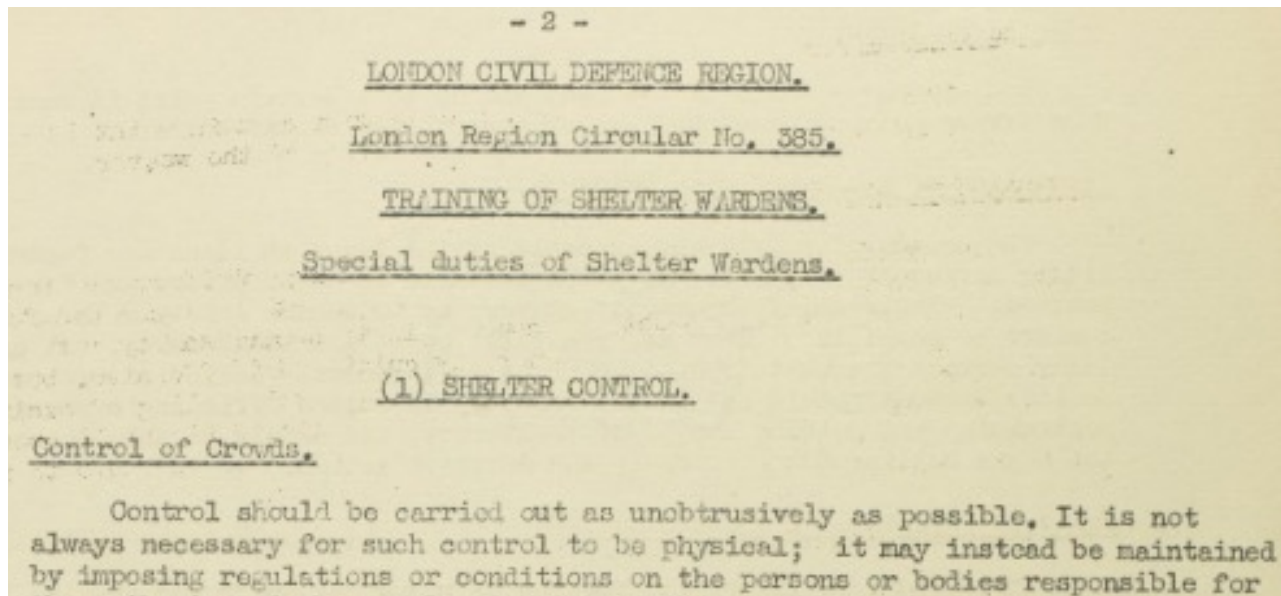 - 2 -
LONDON CIVIL DEFENCE REGION.
London Region Circular No. 385.
TRAINING OF SHELTER WARDENS.
Special duties of Shelter Wardens.
(1) SHELTER CONTROL.
Control of Crowds.
Control should be carried out as unobtrusively as possible. It is not
always necessary for such control to be physical; it may instead be maintained
by imposing regulations or conditions on the persons or bodies responsible for